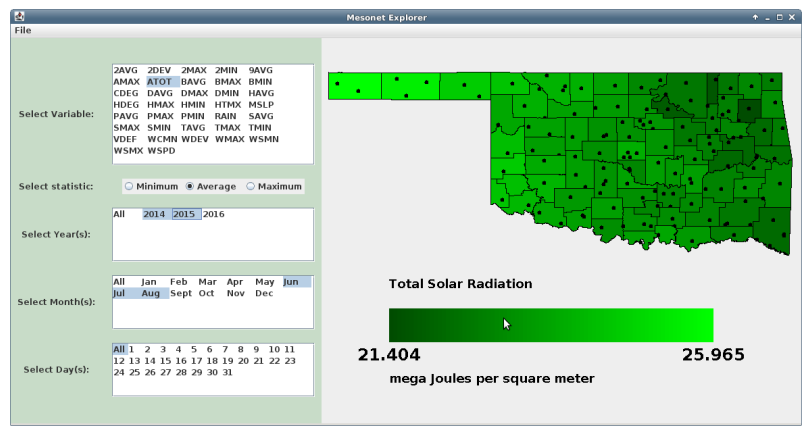 Mesonet Explorer
File
Select Variable:
2AVG 2DEV 2MAX 2MIN 9AVG
AMAX ATOT BAVG BMAX BMIN
CDEG DAVG DMAX DMIN HAVG
HDEG HMAX HMIN HTMX MSLP
PAVG PMAX PMIN RAIN SAVG
SMAX SMIN TAVG TMAX TMIN
VDEF WCMN WDEV WMAX WSMN
WSMX WSPD
Select statistic:
Minimum Average Maximum
Select Year(s):
All 2014 2015 2016
Select Month(s):
All Jan Feb Mar Apr May Jun
Jul Aug Sept Oct Nov Dec
Select Day(s):
All 1 2 3 4 5 6 7 8 9 10 11
12 13 14 15 16 17 18 19 20 21 22 23
24 25 26 27 28 29 30 31
Total Solar Radiation
21.404 25.965
mega Joules per square meter